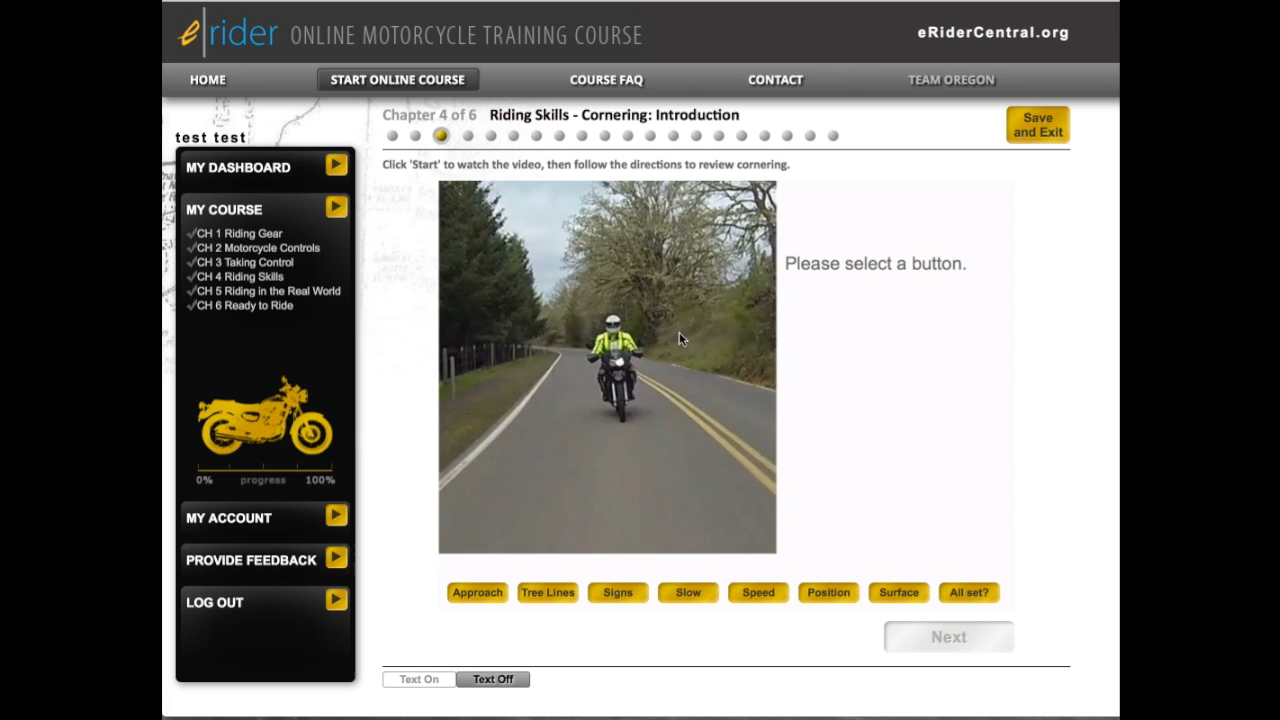 e rider ONLINE MOTORCYCLE TRAINING COURSE
eRiderCentral.org
HOME
START ONLINE COURSE
COURSE FAQ
CONTACT
TEAM OREGON
test test
MY DASHBOARD
MY COURSE
CH 1 Riding Gear
CH 2 Motorcycle Controls
CH 3 Taking Control
CH 4 Riding Skills
CH 5 Riding in the Real World
CH 6 Ready to Ride
0% progress 100%
MY ACCOUNT
PROVIDE FEEDBACK
LOG OUT
Chapter 4 of 6 Riding Skills - Cornering: Introduction
Save
and Exit
Click 'Start' to watch the video, then follow the directions to review cornering.
Please select a button.
Approach
Tree Lines
Signs
Slow
Speed
Position
Surface
All set?
Next
Text On
Text Off